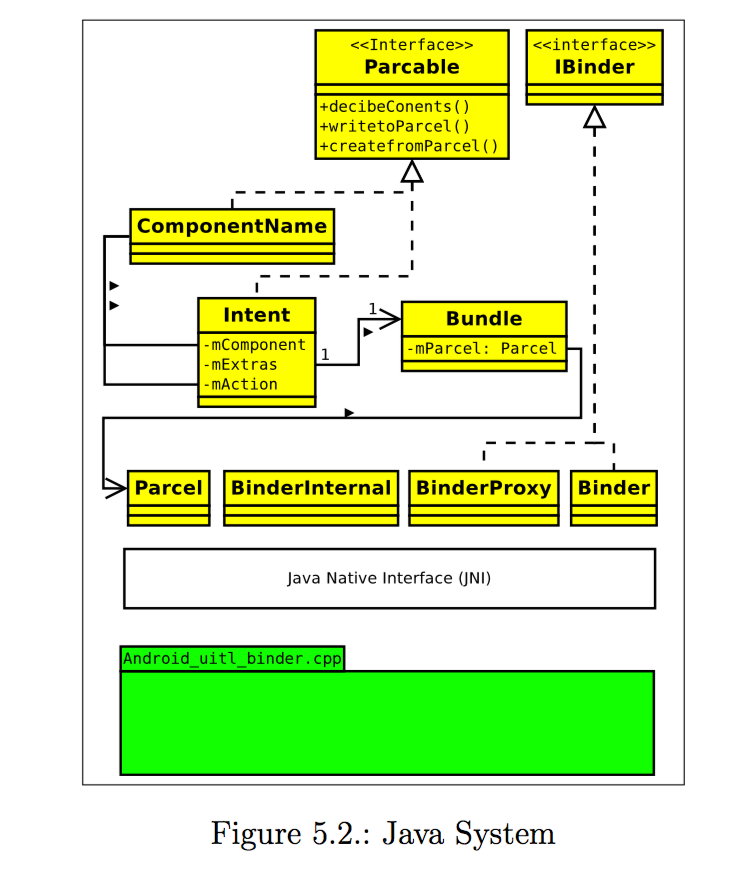 <<Interface>>
Parcable
+decibeConents()
+writetoParcel()
+createfromParcel()
<<interface>>
IBinder
ComponentName
Intent
-mComponent
-mExtras
-mAction
1
1
Bundle
-mParcel: Parcel
Parcel
BinderInternal
BinderProxy
Binder
Java Native Interface (JNI)
Android_uitl_binder.cpp
Figure 5.2.: Java System